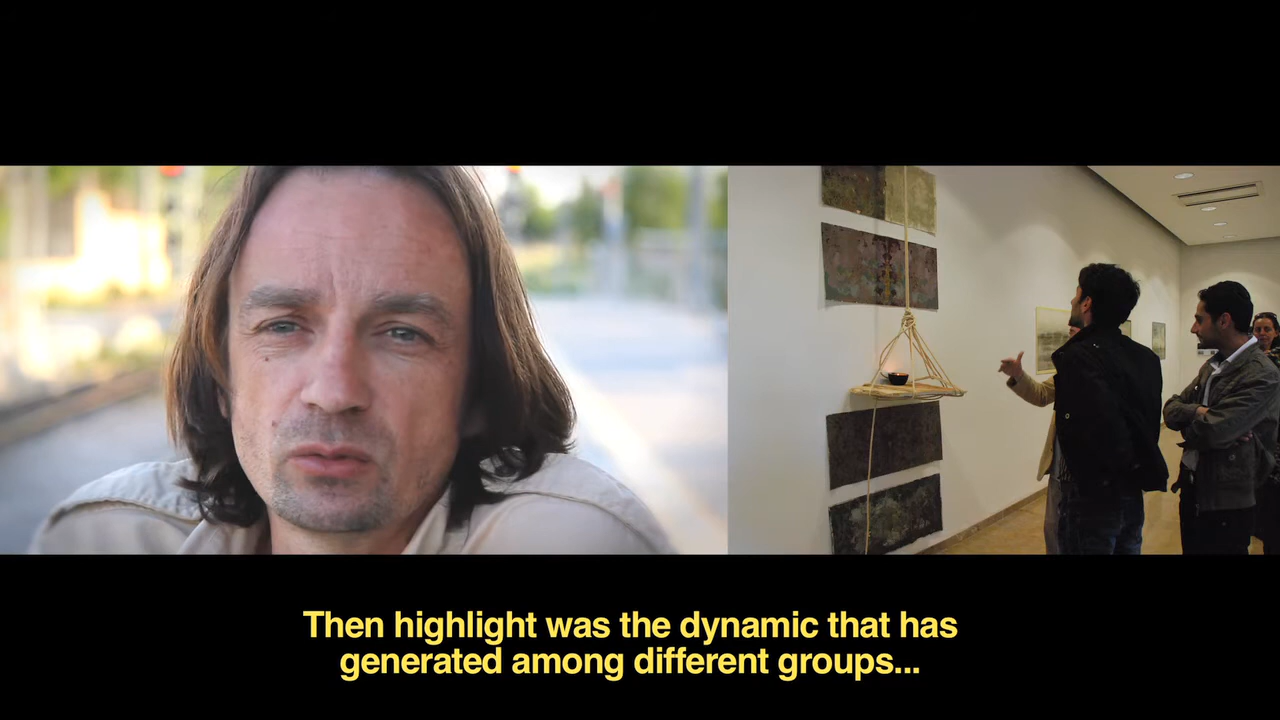 Then highlight was the dynamic that has
generated among different groups...